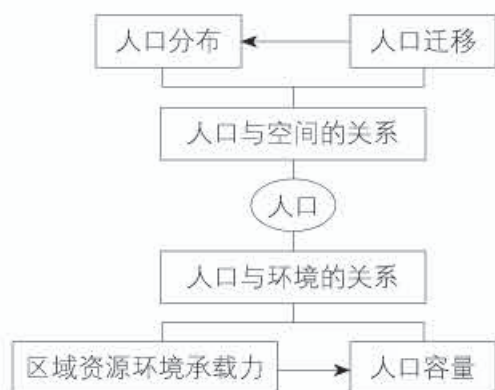 人口分布 人口迁移
人口与空间的关系
人口
人口与环境的关系
区域资源环境承载力 人口容量